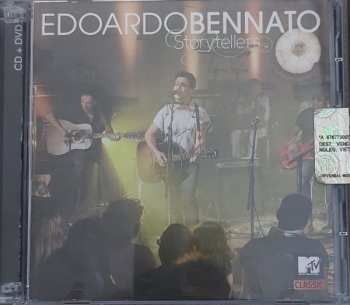 EDOARDOBENNATO
Storytellers
CD + DVD
MTV
CLASSIC